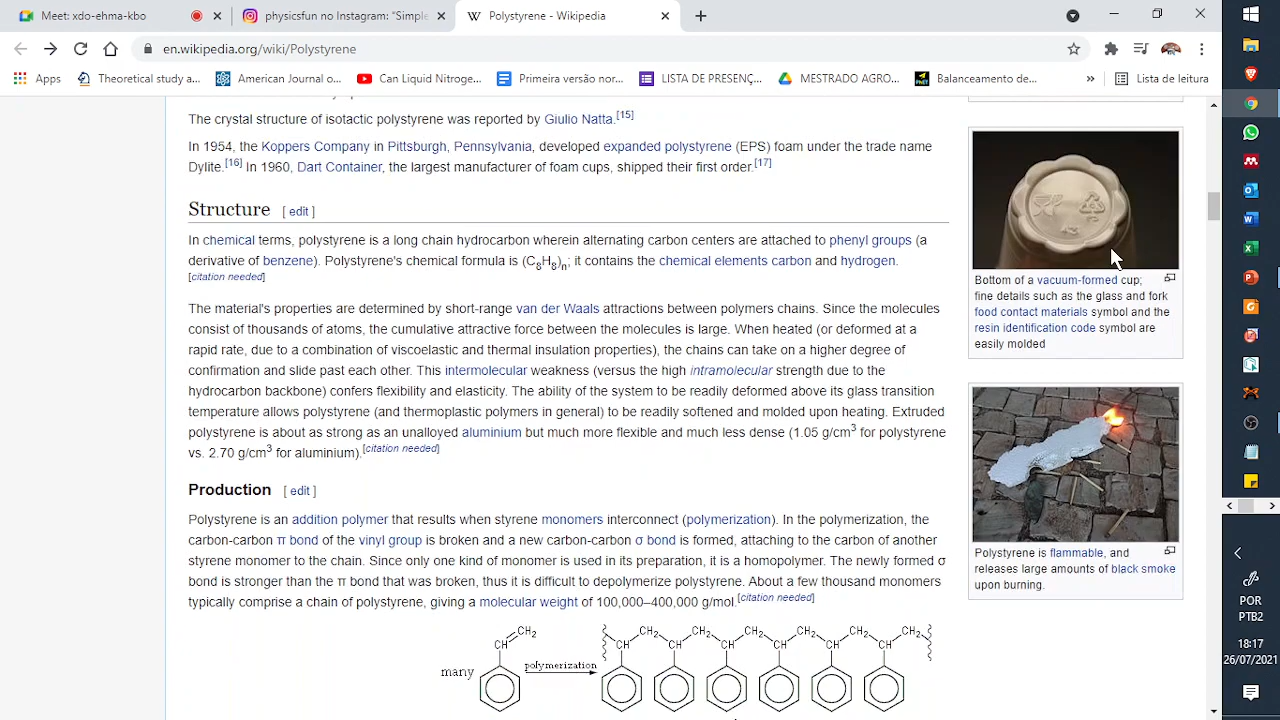 Meet: xdo-ehma-kbo
physicsfun no Instagram: "Simple
Polystyrene - Wikipedia
en.wikipedia.org/wiki/Polystyrene
Apps
Theoretical study a...
American Journal o...
Can Liquid Nitroge...
Primeira versão nor...
LISTA DE PRESENÇ...
MESTRADO AGRO...
Balanceamento de...
»
Lista de leitura
The crystal structure of isotactic polystyrene was reported by Giulio Natta.[15]
In 1954, the Koppers Company in Pittsburgh, Pennsylvania, developed expanded polystyrene (EPS) foam under the trade name
Dylite.[16] In 1960, Dart Container, the largest manufacturer of foam cups, shipped their first order.[17]
Structure [ edit ]
In chemical terms, polystyrene is a long chain hydrocarbon wherein alternating carbon centers are attached to phenyl groups (a
derivative of benzene). Polystyrene's chemical formula is (C8H8)n; it contains the chemical elements carbon and hydrogen.
[citation needed]
The material's properties are determined by short-range van der Waals attractions between polymers chains. Since the molecules
consist of thousands of atoms, the cumulative attractive force between the molecules is large. When heated (or deformed at a
rapid rate, due to a combination of viscoelastic and thermal insulation properties), the chains can take on a higher degree of
confirmation and slide past each other. This intermolecular weakness (versus the high intramolecular strength due to the
hydrocarbon backbone) confers flexibility and elasticity. The ability of the system to be readily deformed above its glass transition
temperature allows polystyrene (and thermoplastic polymers in general) to be readily softened and molded upon heating. Extruded
polystyrene is about as strong as an unalloyed aluminium but much more flexible and much less dense (1.05 g/cm3 for polystyrene
vs. 2.70 g/cm3 for aluminium).[citation needed]
Production [ edit ]
Polystyrene is an addition polymer that results when styrene monomers interconnect (polymerization). In the polymerization, the
carbon-carbon π bond of the vinyl group is broken and a new carbon-carbon σ bond is formed, attaching to the carbon of another
styrene monomer to the chain. Since only one kind of monomer is used in its preparation, it is a homopolymer. The newly formed σ
bond is stronger than the π bond that was broken, thus it is difficult to depolymerize polystyrene. About a few thousand monomers
typically comprise a chain of polystyrene, giving a molecular weight of 100,000–400,000 g/mol.[citation needed]
CH2 CH2 CH2 CH2 CH2 CH2 CH2
CH CH CH CH CH CH CH
many polymerization
Bottom of a vacuum-formed cup;
fine details such as the glass and fork
food contact materials symbol and the
resin identification code symbol are
easily molded
Polystyrene is flammable, and
releases large amounts of black smoke
upon burning.
POR
PTB2
18:17
26/07/2021